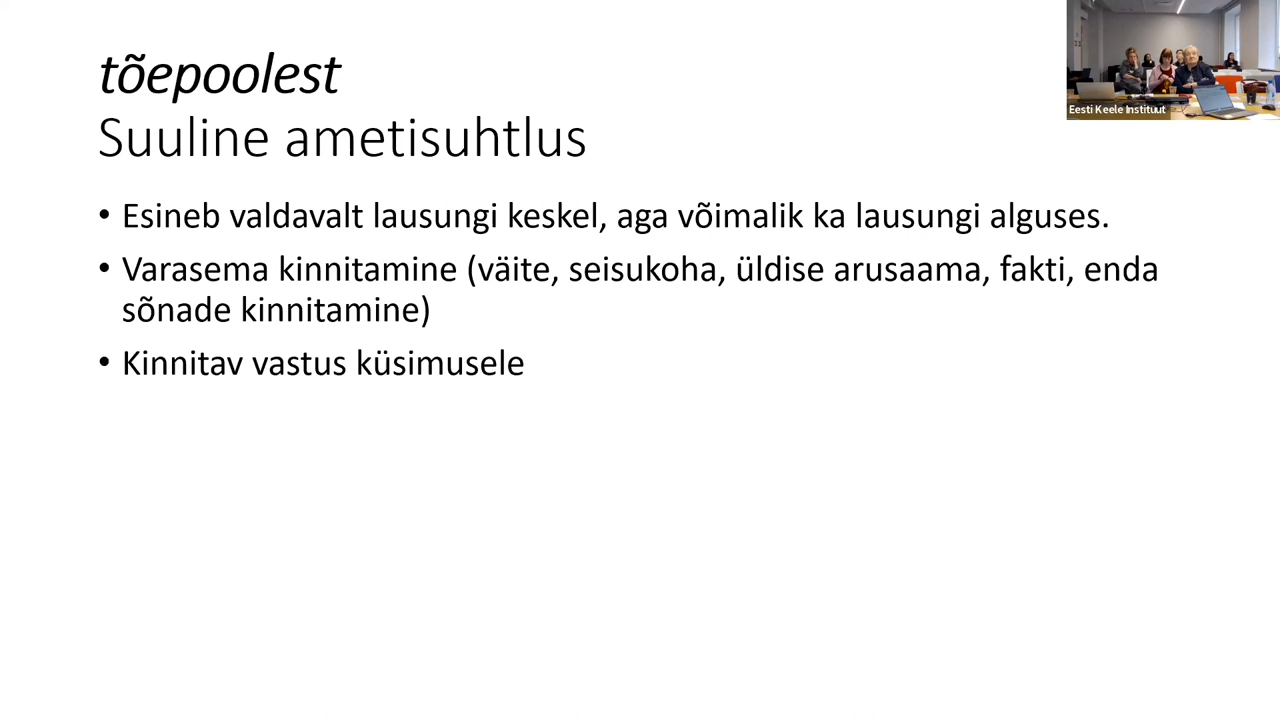 tõepoolest
Suuline ametisuhtlus
Eesti Keele Instituut
• Esineb valdavalt lausungi keskel, aga võimalik ka lausungi alguses.
• Varasema kinnitamine (väite, seisukoha, üldise arusaama, fakti, enda
sõnade kinnitamine)
• Kinnitav vastus küsimusele